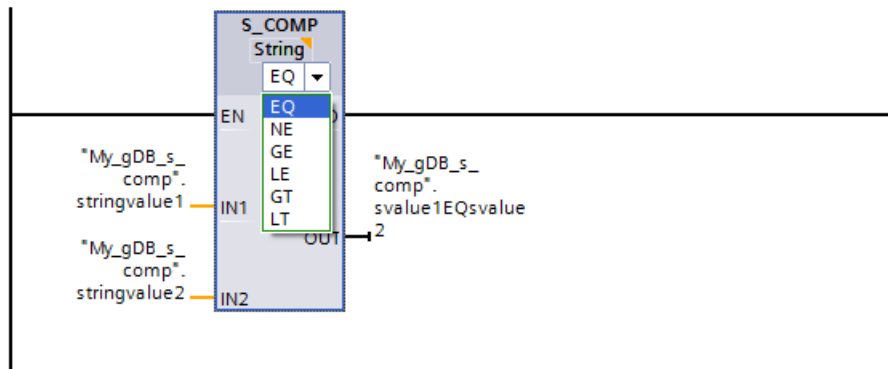 S_COMP
String
EQ
EN
EQ
NE
GE
LE
GT
LT
"My_gDB_s_
comp".
stringvalue1
IN1
"My_gDB_s_
comp".
svalue1EQsvalue
2
OUT
"My_gDB_s_
comp".
stringvalue2
IN2